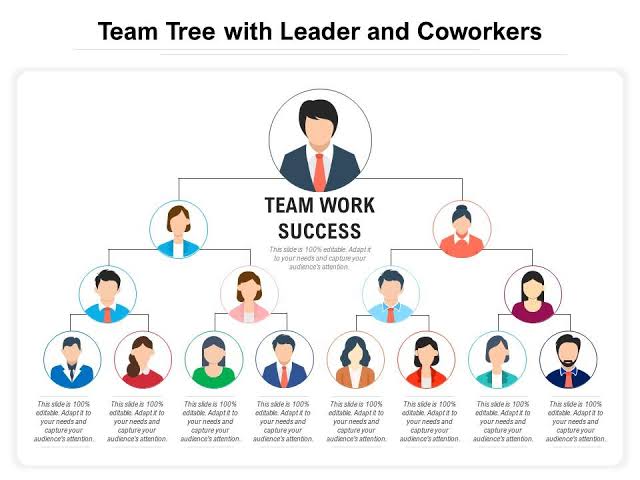 Team Tree with Leader and Coworkers
TEAM WORK
SUCCESS
This slide is 100% editable. Adapt it
to your needs and capture your
audience's attention.
This slide is 100%
editable. Adapt it to
your needs and
capture your
audience's attention.
This slide is 100%
editable. Adapt it to
your needs and
capture your
audience's attention.
This slide is 100%
editable. Adapt it to
your needs and
capture your
audience's attention.
This slide is 100%
editable. Adapt it to
your needs and
capture your
audience's attention.
This slide is 100%
editable. Adapt it to
your needs and
capture your
audience's attention.
This slide is 100%
editable. Adapt it to
your needs and
capture your
audience's attention.
This slide is 100%
editable. Adapt it to
your needs and
capture your
audience's attention.
This slide is 100%
editable. Adapt it to
your needs and
capture your
audience's attention.